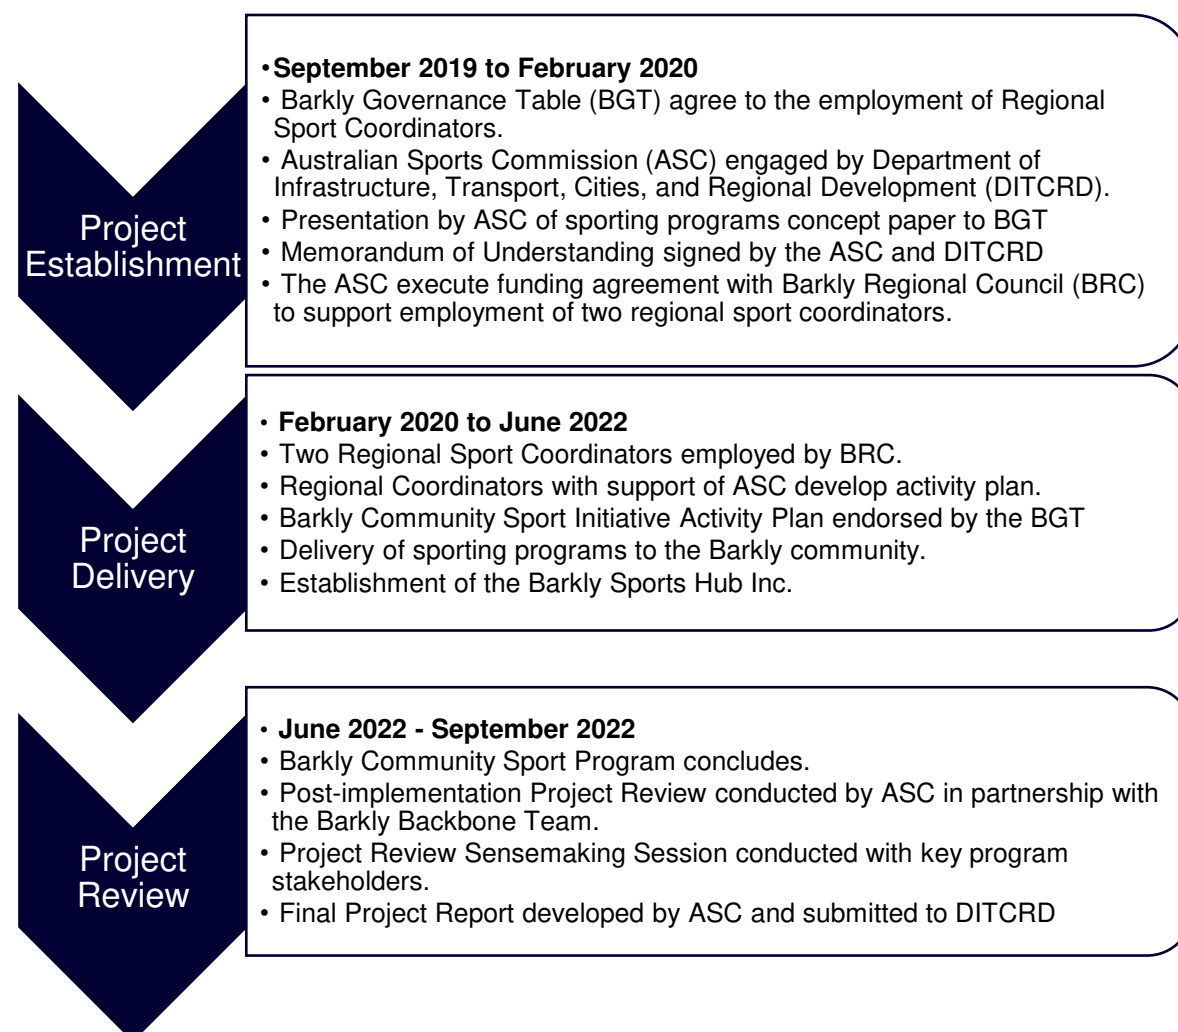 Project
Establishment
•September 2019 to February 2020
• Barkly Governance Table (BGT) agree to the employment of Regional
Sport Coordinators.
• Australian Sports Commission (ASC) engaged by Department of
Infrastructure, Transport, Cities, and Regional Development (DITCRD).
• Presentation by ASC of sporting programs concept paper to BGT
• Memorandum of Understanding signed by the ASC and DITCRD
• The ASC execute funding agreement with Barkly Regional Council (BRC)
to support employment of two regional sport coordinators.
Project
Delivery
• February 2020 to June 2022
• Two Regional Sport Coordinators employed by BRC.
• Regional Coordinators with support of ASC develop activity plan.
• Barkly Community Sport Initiative Activity Plan endorsed by the BGT
• Delivery of sporting programs to the Barkly community.
• Establishment of the Barkly Sports Hub Inc.
Project
Review
• June 2022 - September 2022
• Barkly Community Sport Program concludes.
• Post-implementation Project Review conducted by ASC in partnership with
the Barkly Backbone Team.
• Project Review Sensemaking Session conducted with key program
stakeholders.
• Final Project Report developed by ASC and submitted to DITCRD